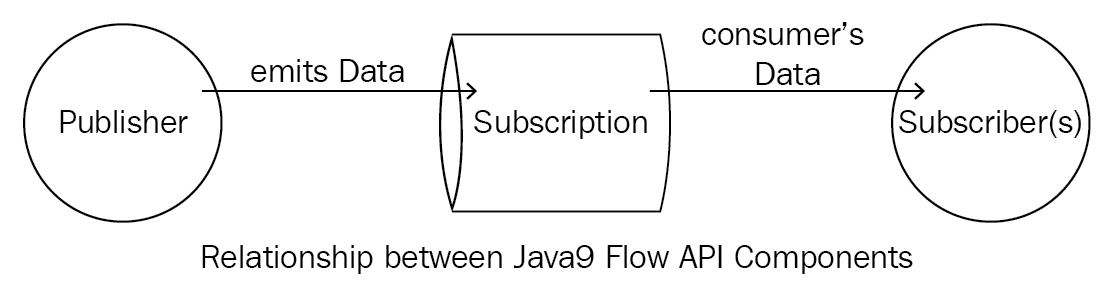 Publisher
emits Data
Subscription
consumer’s
Data
Subscriber(s)
Relationship between Java9 Flow API Components